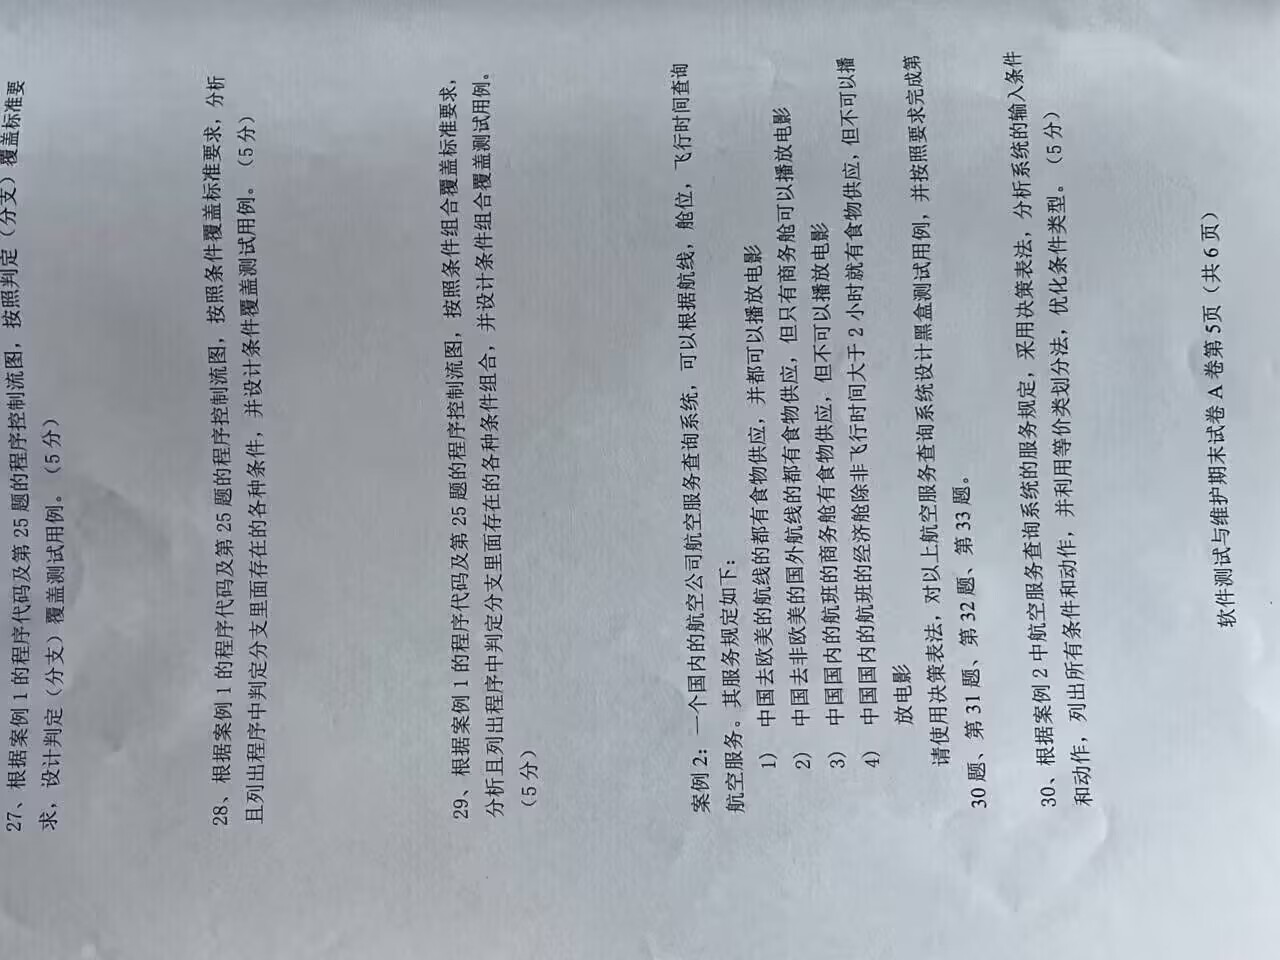 27、根据案例 1 的程序代码及第 25 题的程序控制流图，按照判定（分支）覆盖标准要
求，设计判定（分支）覆盖测试用例。（5 分）
28、根据案例 1 的程序代码及第 25 题的程序控制流图，按照条件覆盖标准要求，分析
且列出程序中判定分支里面存在的各种条件，并设计条件覆盖测试用例。（5 分）
29、根据案例 1 的程序代码及第 25 题的程序控制流图，按照条件组合覆盖标准要求，
分析且列出程序中判定分支里面存在的各种条件组合，并设计条件组合覆盖测试用例。
（5 分）
案例 2：一个国内的航空公司航空服务查询系统，可以根据航线，舱位，飞行时间查询
航空服务。其服务规定如下：
1) 中国去欧美的航线的都有食物供应，并都可以播放电影
2) 中国去非欧美的国外航线的都有食物供应，但只有商务舱可以播放电影
3) 中国国内的航班的商务舱有食物供应，但不可以播放电影
4) 中国国内的航班的经济舱除非飞行时间大于 2 小时就有食物供应，但不可以播
放电影
请使用决策表法，对以上航空服务查询系统设计黑盒测试用例，并按照要求完成第
30 题、第 31 题、第 32 题、第 33 题。
30、根据案例 2 中航空服务查询系统的服务规定，采用决策表法，分析系统的输入条件
和动作，列出所有条件和动作，并利用等价类划分法，优化条件类型。（5 分）
软件测试与维护期末试卷 A 卷第 5页（共 6 页）